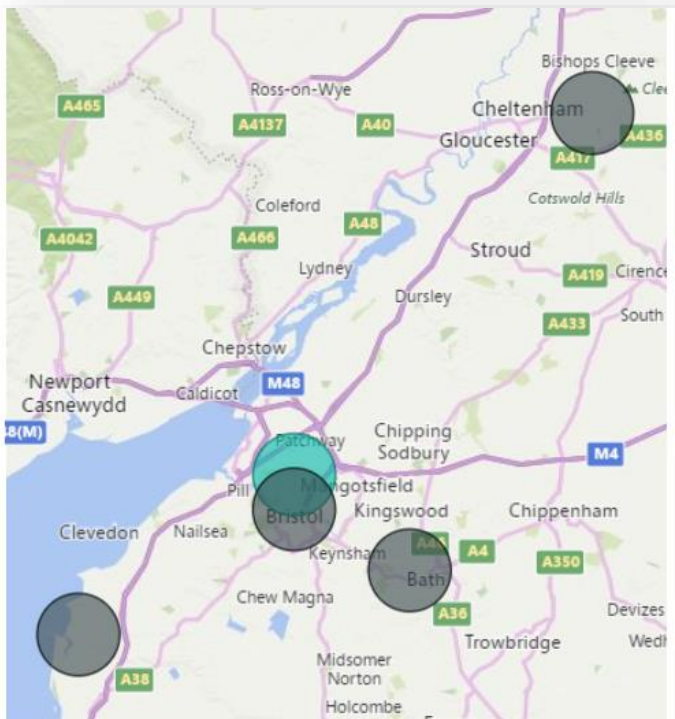 Bishops Cleeve
Ross-on-Wye
A465
Cheltenham
A4137
A40
Gloucester
A436
A417
Cotswold Hills
Coleford
A48
A4042
A466
Stroud
Lydney
A419
A449
Dursley
A433
South
Chepstow
M48
Newport
Casnewydd
Caldicot
Patchway
Chipping
Sodbury
M4
Pill
Mangotsfield
Bristol
Kingswood
Chippenham
Clevedon
Nailsea
Keynsham
A4
A350
Bath
Chew Magna
A36
Devizes
Trowbridge
Midsomer
Norton
A38
Holcombe